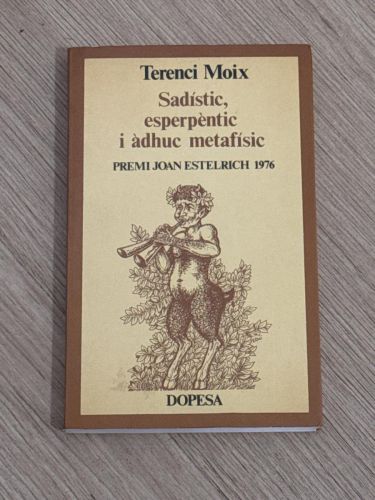 Terenci Moix
Sadístic,
esperpèntic
i àdhuc metafísic
PREMI JOAN ESTELRICH 1976
DOPESA